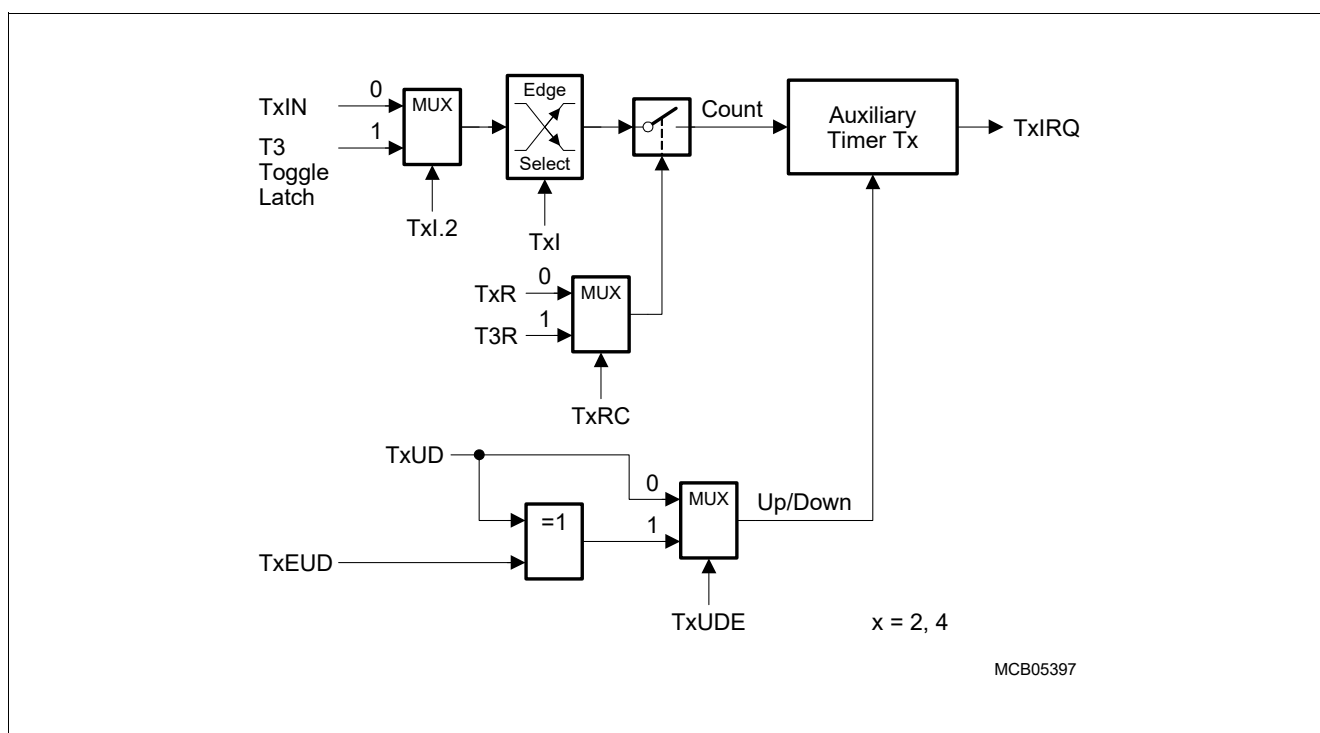 TxIN
0
MUX
T3
Toggle
Latch
1
TxI.2
Edge
Select
TxI
Count
Auxiliary
Timer Tx
TxIRQ
TxR
0
MUX
T3R
1
TxRC
TxUD
0
MUX
Up/Down
=1
1
TxEUD
TxUDE
x = 2, 4
MCB05397